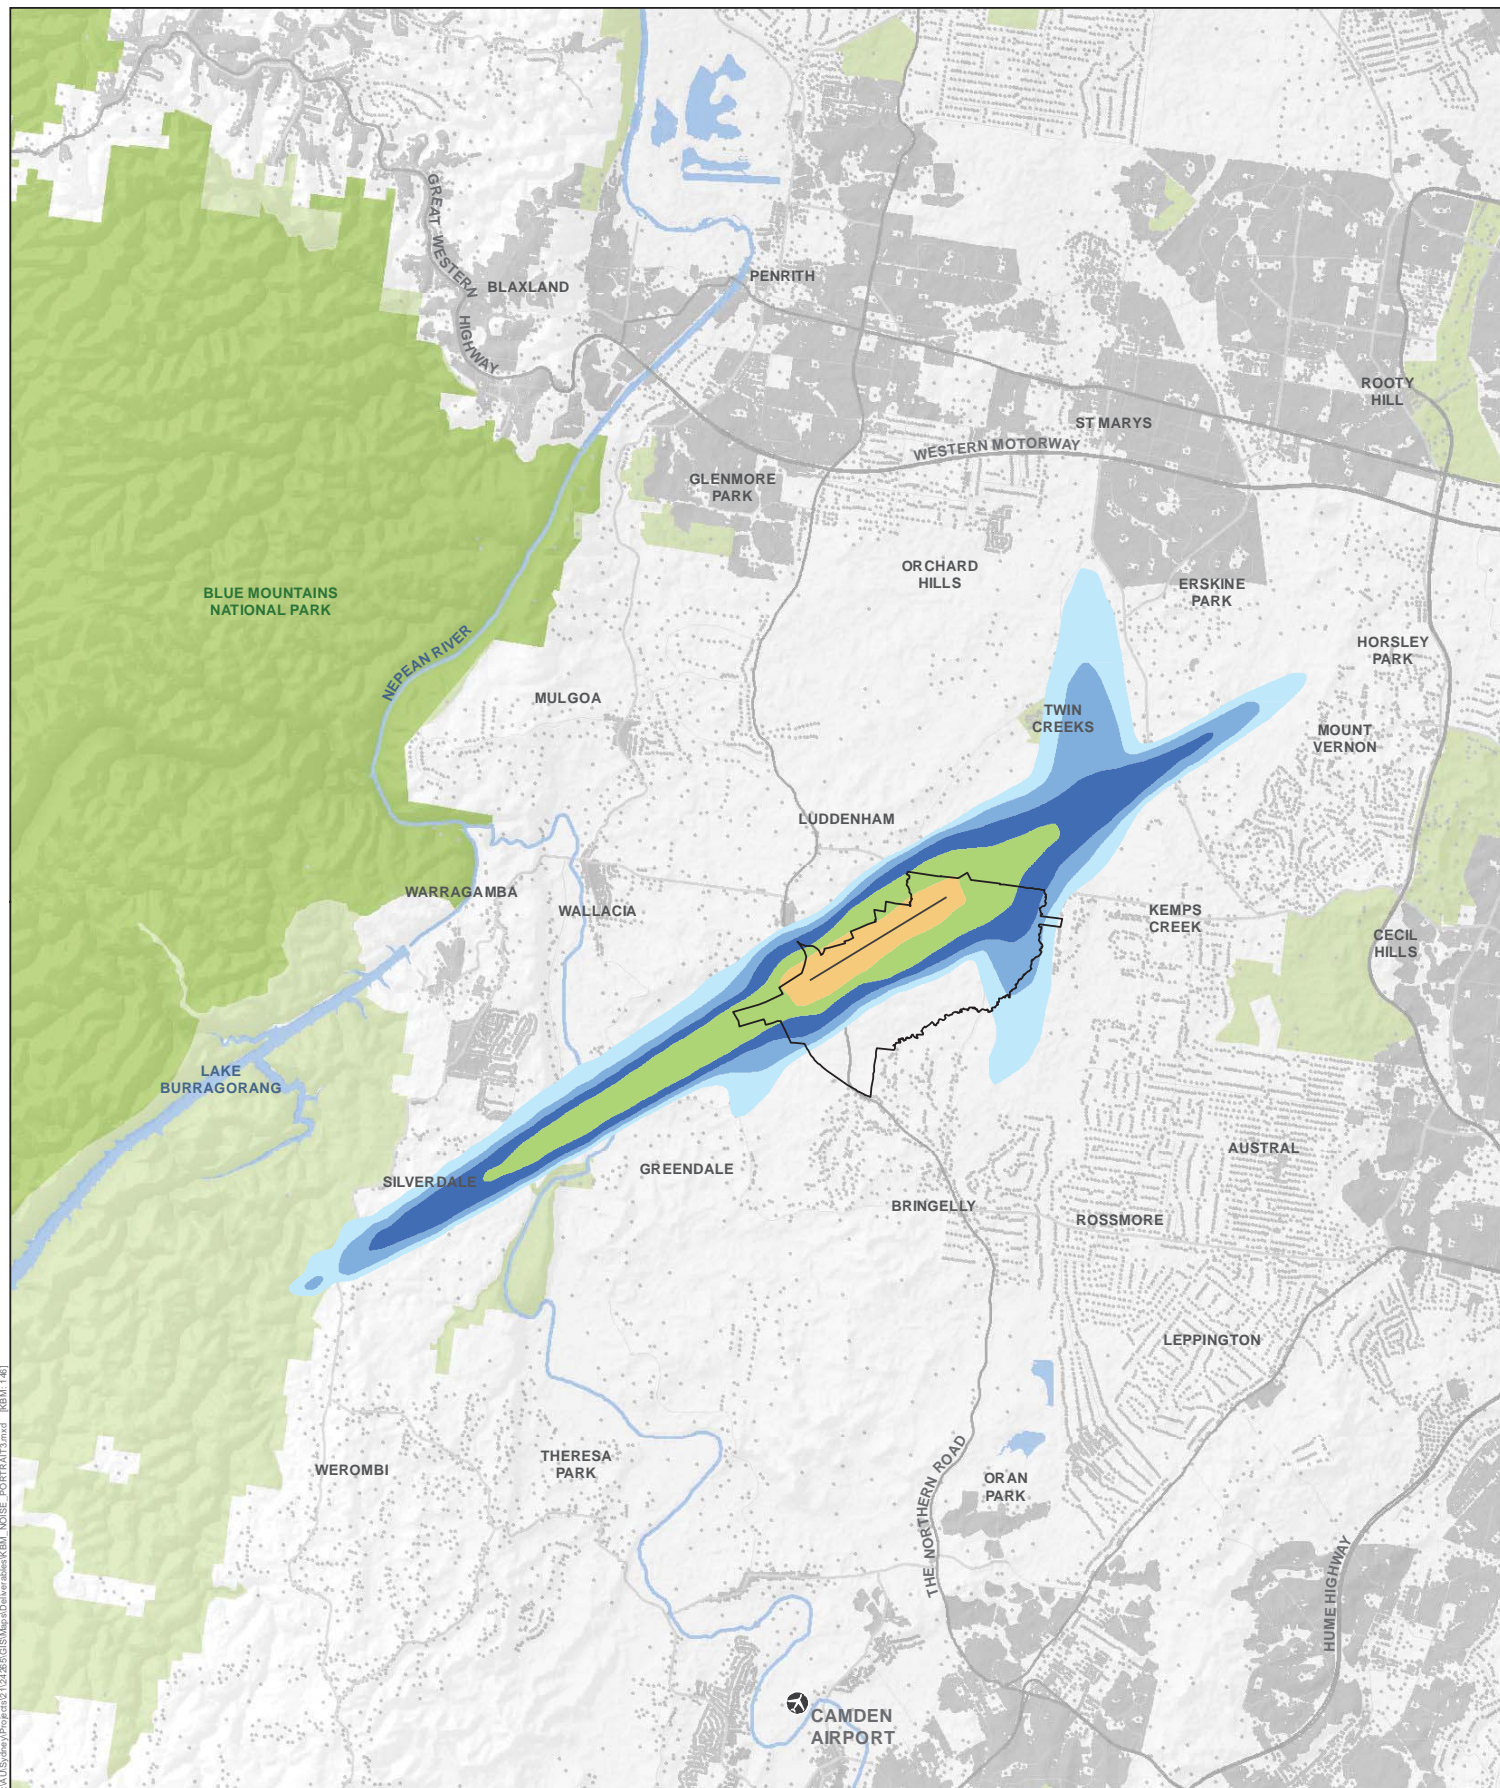 GREAT WESTERN
HIGHWAY
BLAXLAND
PENRITH
ROOTY
HILL
ST MARYS
WESTERN MOTORWAY
GLENMORE
PARK
ORCHARD
HILLS
ERSKINE
PARK
BLUE MOUNTAINS
NATIONAL PARK
NEPEAN RIVER
HORSLEY
PARK
MULGOA
TWIN
CREEKS
MOUNT
VERNON
LUDDENHAM
WARRAGAMBA
WALLACIA
KEMPS
CREEK
CECIL
HILLS
LAKE
BURRAGORANG
AUSTRAL
GREENDALE
SILVERDALE
BRINGELLY
ROSSMORE
LEPPINGTON
THERESA
PARK
WEROMBI
THE NORTHERN ROAD
ORAN
PARK
HUME HIGHWAY
CAMDEN
AIRPORT